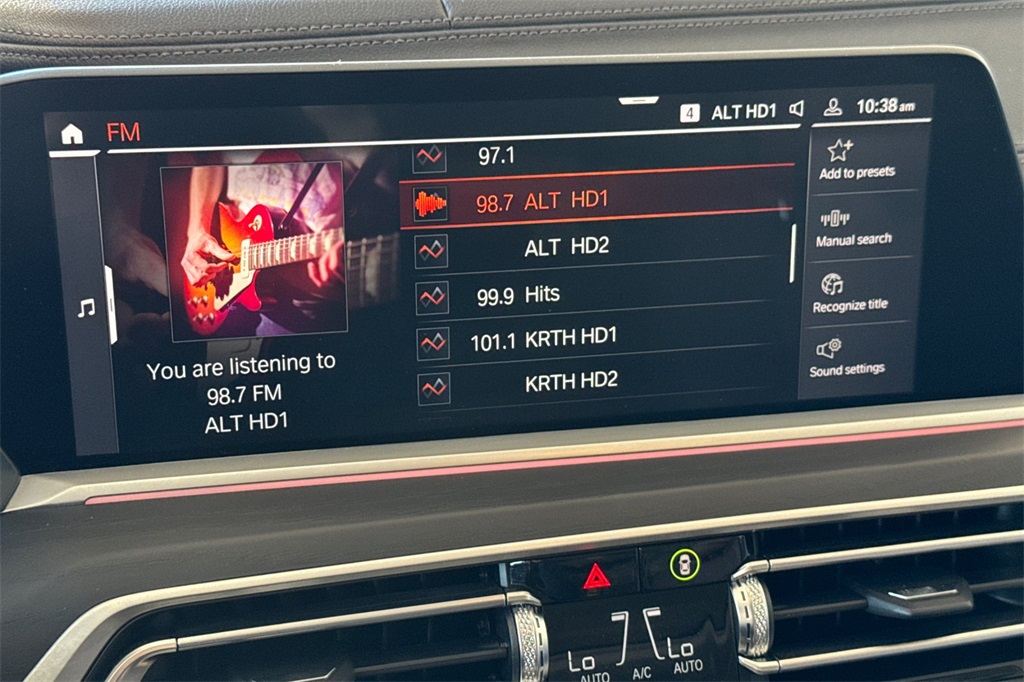 FM
4 ALT HD1 10:38 am
97.1
98.7 ALT HD1
ALT HD2
99.9 Hits
101.1 KRTH HD1
KRTH HD2
You are listening to
98.7 FM
ALT HD1
Add to presets
Manual search
Recognize title
Sound settings
Lo
AUTO
A/C
Lo
AUTO